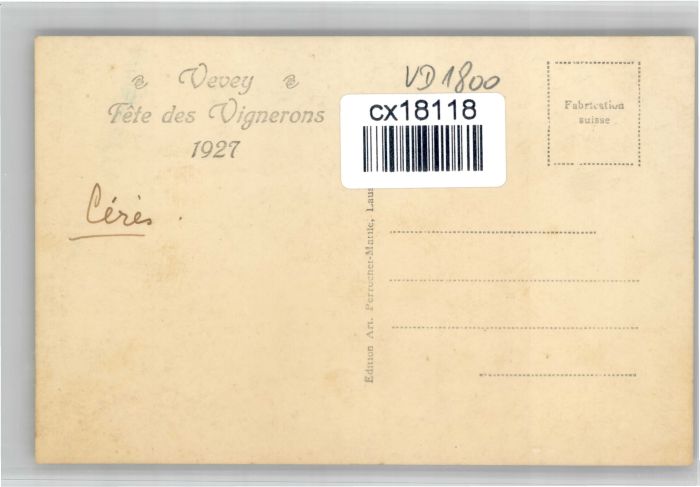 Vevey
Fête des Vignerons
1927
VD 1800
cx18118
Fabrication
suisse
Cérès.
Edition Art. Perrochet-Matile, Laus